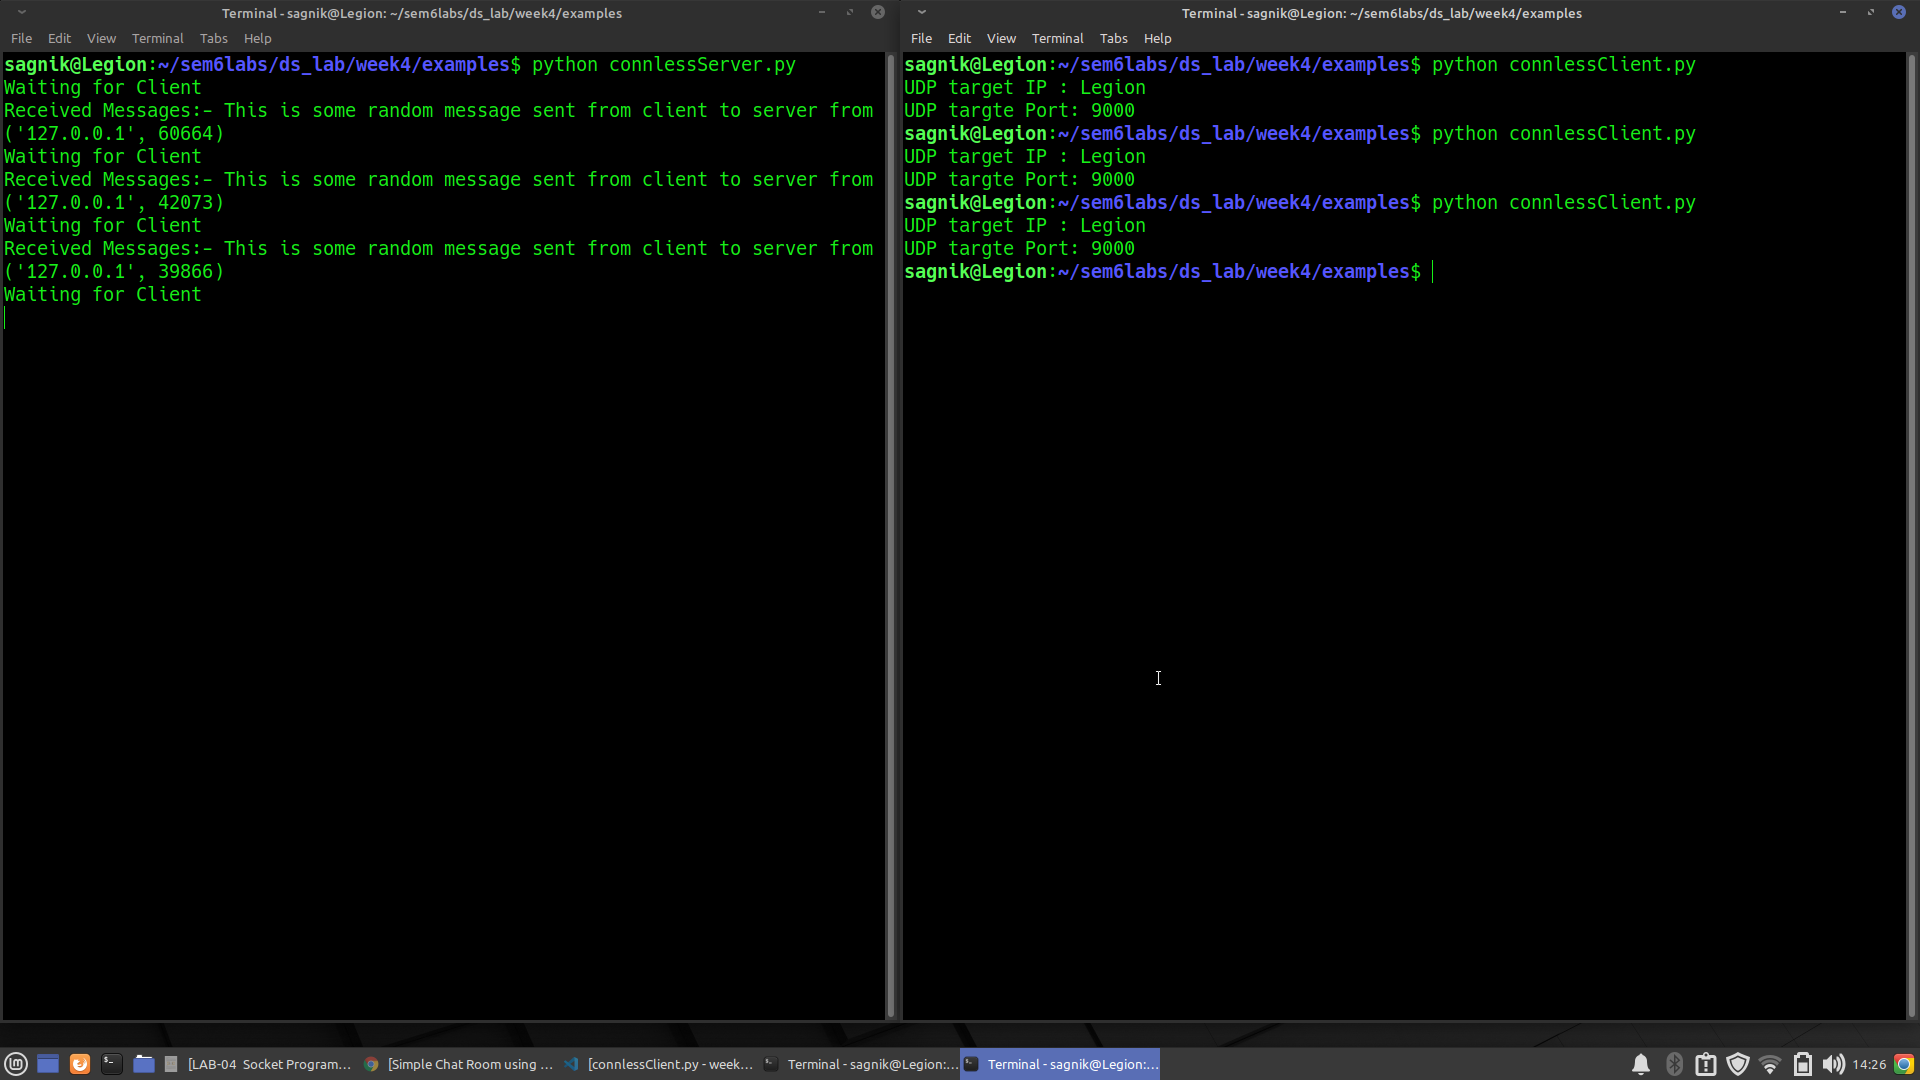 Terminal - sagnik@Legion: ~/sem6labs/ds_lab/week4/examples
File Edit View Terminal Tabs Help
sagnik@Legion:~/sem6labs/ds_lab/week4/examples$ python connlessServer.py
Waiting for Client
Received Messages:- This is some random message sent from client to server from
('127.0.0.1', 60664)
Waiting for Client
Received Messages:- This is some random message sent from client to server from
('127.0.0.1', 42073)
Waiting for Client
Received Messages:- This is some random message sent from client to server from
('127.0.0.1', 39866)
Waiting for Client
Terminal - sagnik@Legion: ~/sem6labs/ds_lab/week4/examples
File Edit View Terminal Tabs Help
sagnik@Legion:~/sem6labs/ds_lab/week4/examples$ python connlessClient.py
UDP target IP : Legion
UDP targte Port: 9000
sagnik@Legion:~/sem6labs/ds_lab/week4/examples$ python connlessClient.py
UDP target IP : Legion
UDP targte Port: 9000
sagnik@Legion:~/sem6labs/ds_lab/week4/examples$ python connlessClient.py
UDP target IP : Legion
UDP targte Port: 9000
sagnik@Legion:~/sem6labs/ds_lab/week4/examples$
[LAB-04 Socket Program... [Simple Chat Room using ... [connlessClient.py - week... Terminal - sagnik@Legion:... Terminal - sagnik@Legion:... 14:26